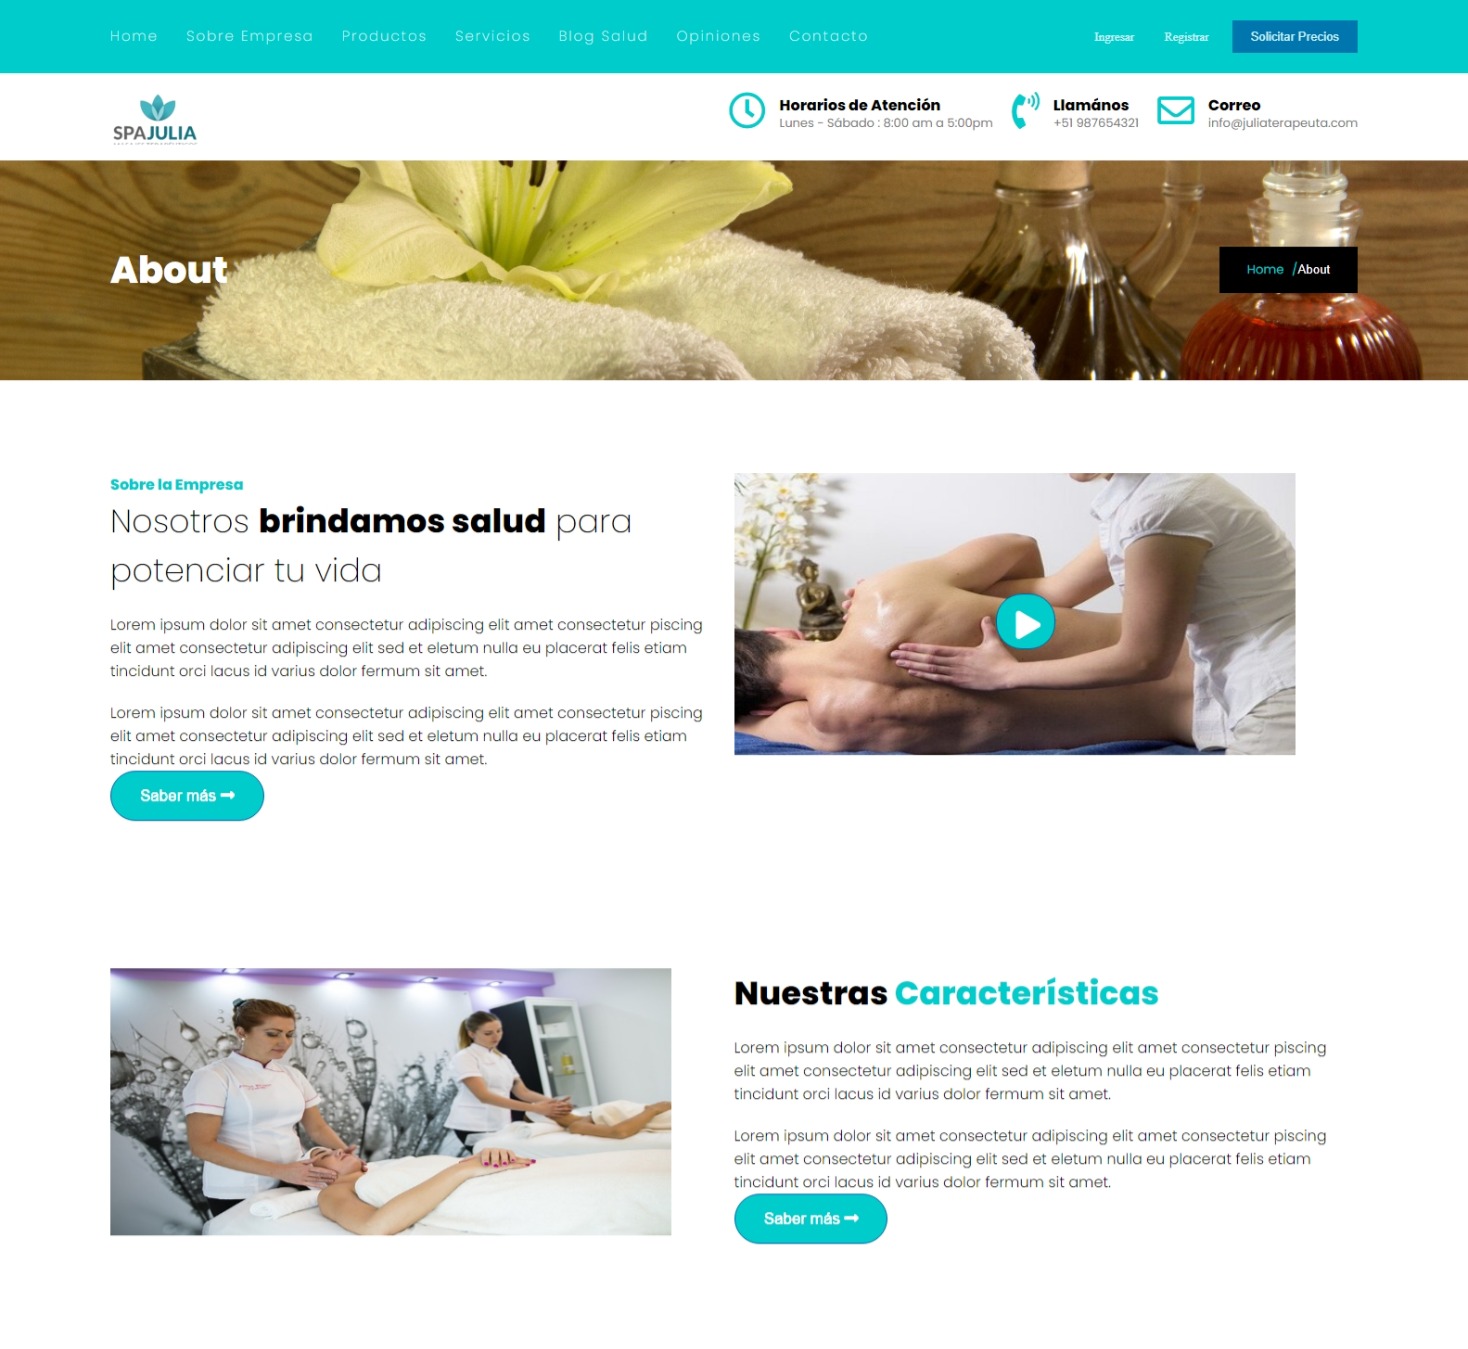 Home Sobre Empresa Productos Servicios Blog Salud Opiniones Contacto Ingresar Registrar Solicitar Precios
SPAJULIA
Horarios de Atención
Lunes - Sábado : 8:00 am a 5:00pm
Llamános
+51 987654321
Correo
info@juliaterapeuta.com
About
Home /About
Sobre la Empresa
Nosotros brindamos salud para
potenciar tu vida
Lorem ipsum dolor sit amet consectetur adipiscing elit amet consectetur piscing
elit amet consectetur adipiscing elit sed et eletum nulla eu placerat felis etiam
tincidunt orci lacus id varius dolor fermum sit amet.
Lorem ipsum dolor sit amet consectetur adipiscing elit amet consectetur piscing
elit amet consectetur adipiscing elit sed et eletum nulla eu placerat felis etiam
tincidunt orci lacus id varius dolor fermum sit amet.
Saber más
Nuestras Características
Lorem ipsum dolor sit amet consectetur adipiscing elit amet consectetur piscing
elit amet consectetur adipiscing elit sed et eletum nulla eu placerat felis etiam
tincidunt orci lacus id varius dolor fermum sit amet.
Lorem ipsum dolor sit amet consectetur adipiscing elit amet consectetur piscing
elit amet consectetur adipiscing elit sed et eletum nulla eu placerat felis etiam
tincidunt orci lacus id varius dolor fermum sit amet.
Saber más